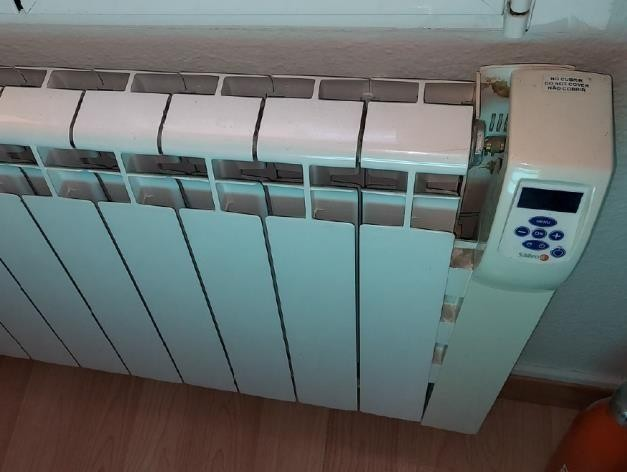 NO CUBRIR
DO NOT COVER
NÃO COBRIR
MENU
OK